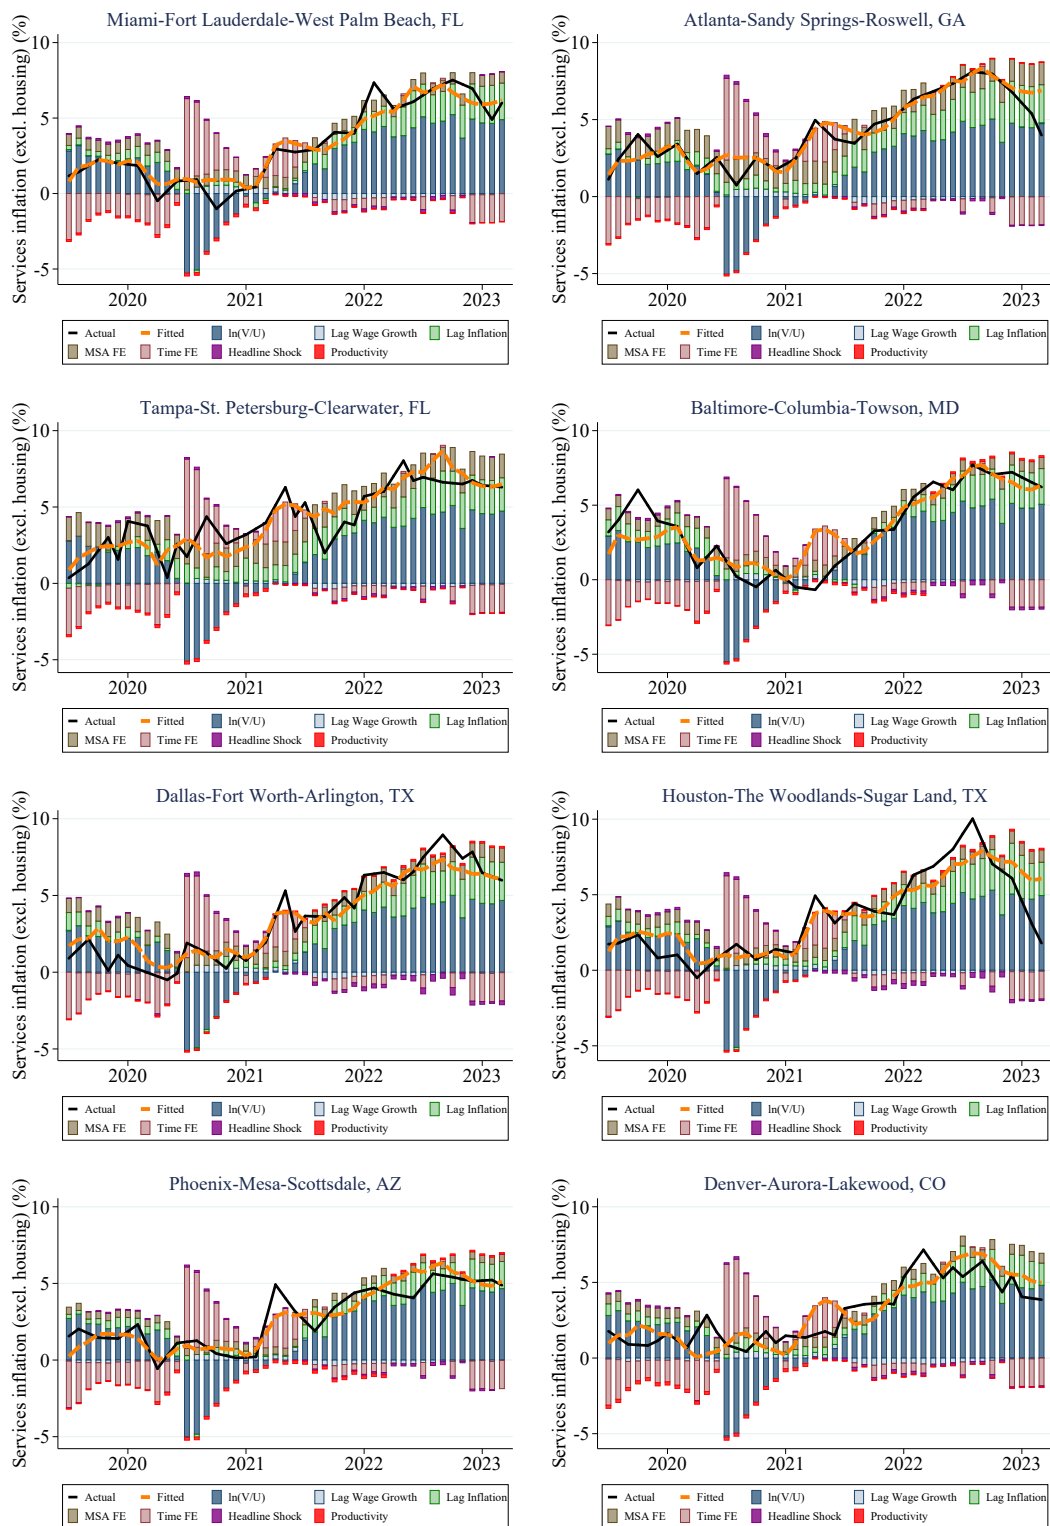 Miami-Fort Lauderdale-West Palm Beach, FL
Services inflation (excl. housing) (%)
10
5
0
-5
2020 2021 2022 2023
Actual Fitted ln(V/U) Lag Wage Growth Lag Inflation
MSA FE Time FE Headline Shock Productivity
Atlanta-Sandy Springs-Roswell, GA
Services inflation (excl. housing) (%)
10
5
0
-5
2020 2021 2022 2023
Actual Fitted ln(V/U) Lag Wage Growth Lag Inflation
MSA FE Time FE Headline Shock Productivity
Tampa-St. Petersburg-Clearwater, FL
Services inflation (excl. housing) (%)
10
5
0
-5
2020 2021 2022 2023
Actual Fitted ln(V/U) Lag Wage Growth Lag Inflation
MSA FE Time FE Headline Shock Productivity
Baltimore-Columbia-Towson, MD
Services inflation (excl. housing) (%)
10
5
0
-5
2020 2021 2022 2023
Actual Fitted ln(V/U) Lag Wage Growth Lag Inflation
MSA FE Time FE Headline Shock Productivity
Dallas-Fort Worth-Arlington, TX
Services inflation (excl. housing) (%)
10
5
0
-5
2020 2021 2022 2023
Actual Fitted ln(V/U) Lag Wage Growth Lag Inflation
MSA FE Time FE Headline Shock Productivity
Houston-The Woodlands-Sugar Land, TX
Services inflation (excl. housing) (%)
10
5
0
-5
2020 2021 2022 2023
Actual Fitted ln(V/U) Lag Wage Growth Lag Inflation
MSA FE Time FE Headline Shock Productivity
Phoenix-Mesa-Scottsdale, AZ
Services inflation (excl. housing) (%)
10
5
0
-5
2020 2021 2022 2023
Actual Fitted ln(V/U) Lag Wage Growth Lag Inflation
MSA FE Time FE Headline Shock Productivity
Denver-Aurora-Lakewood, CO
Services inflation (excl. housing) (%)
10
5
0
-5
2020 2021 2022 2023
Actual Fitted ln(V/U) Lag Wage Growth Lag Inflation
MSA FE Time FE Headline Shock Productivity